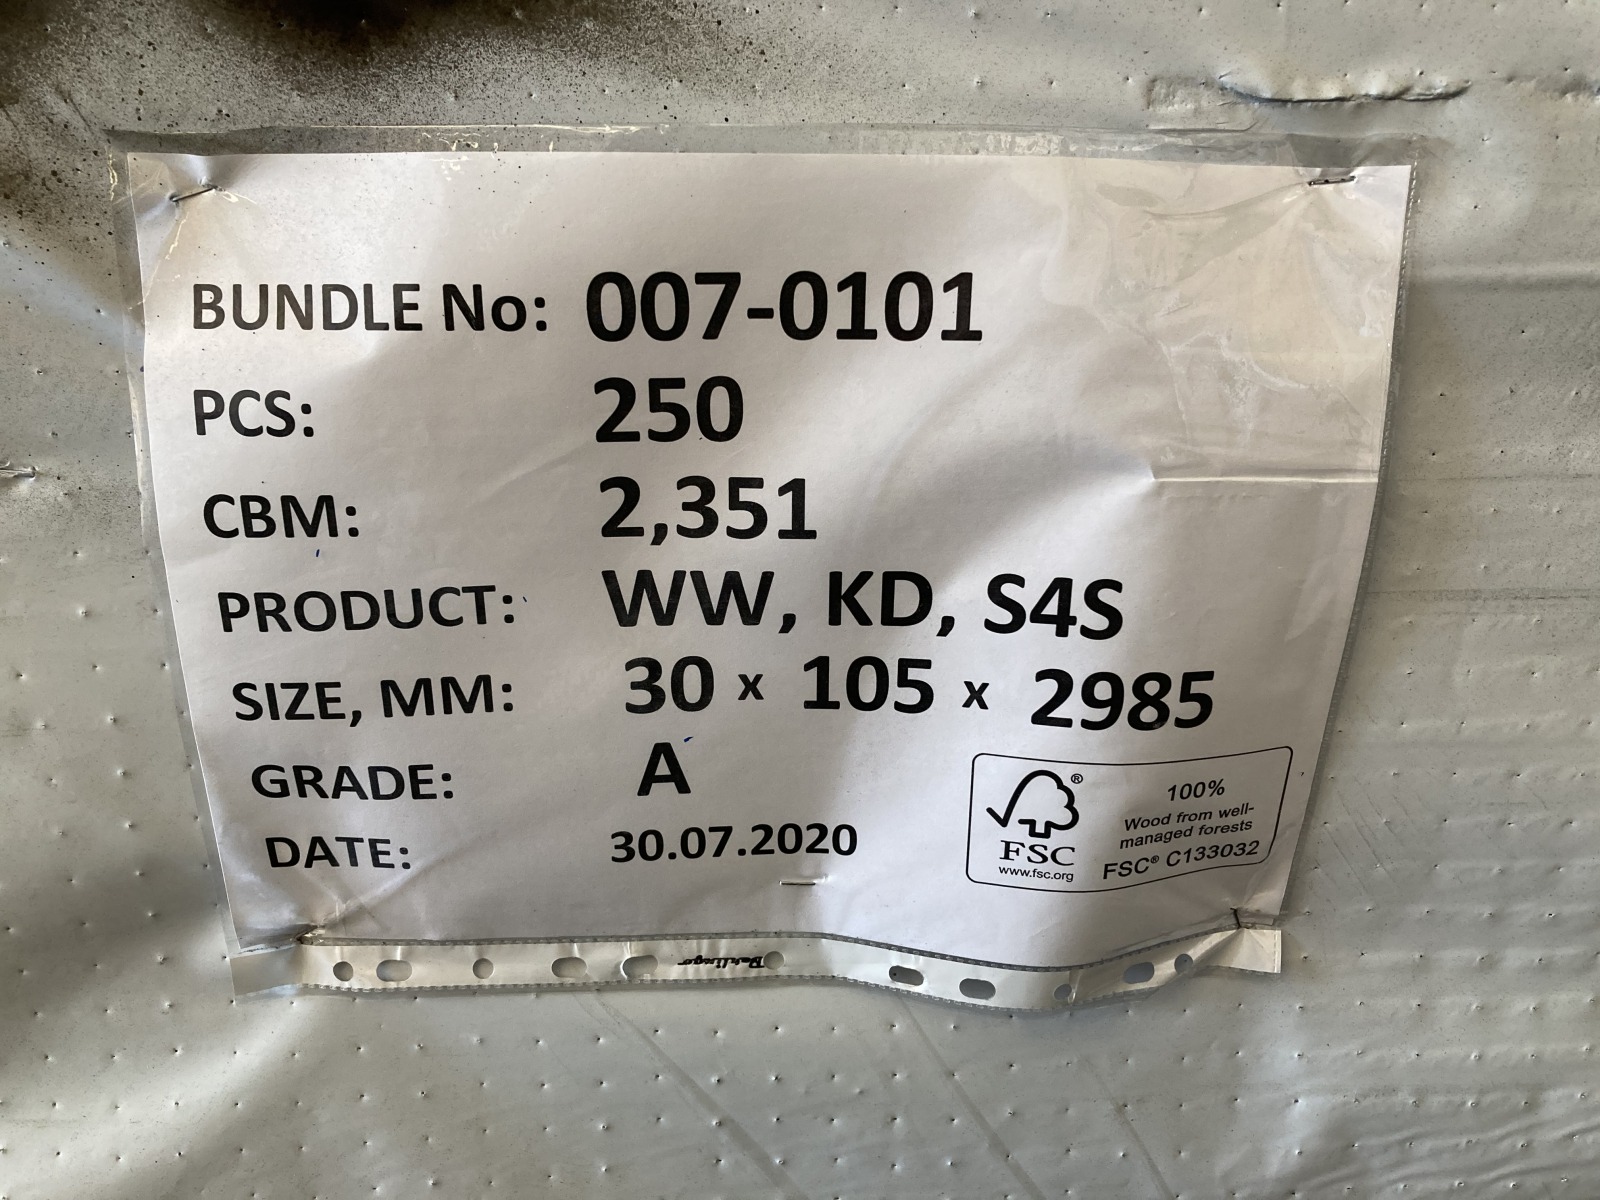 BUNDLE No: 007-0101
PCS: 250
CBM: 2,351
PRODUCT: WW, KD, S4S
SIZE, MM: 30 x 105 x 2985
GRADE: A
DATE: 30.07.2020
®
FSC
www.fsc.org
100%
Wood from well-
managed forests
FSC® C133032
Berlingo